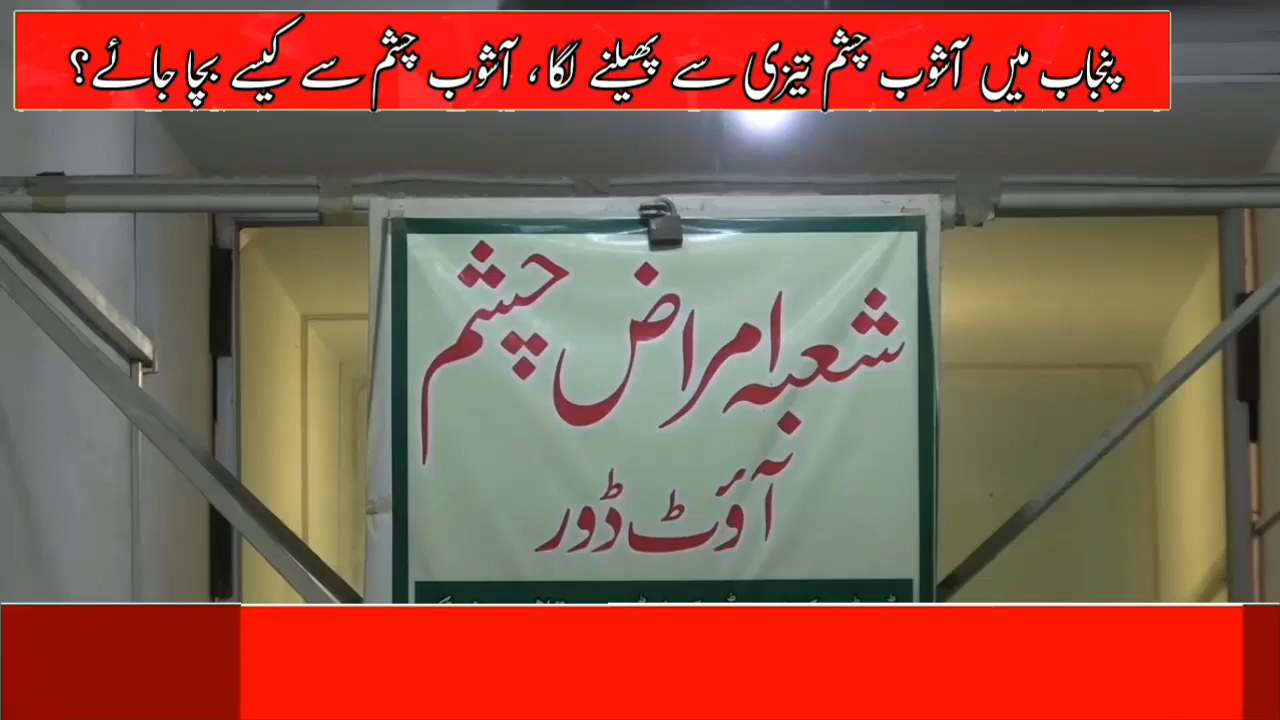 پنجاب میں آشوب چشم تیزی سے پھیلنے لگا، آشوب چشم سے کیسے بچا جائے؟
شعبہ امراض چشم
آؤٹ ڈور